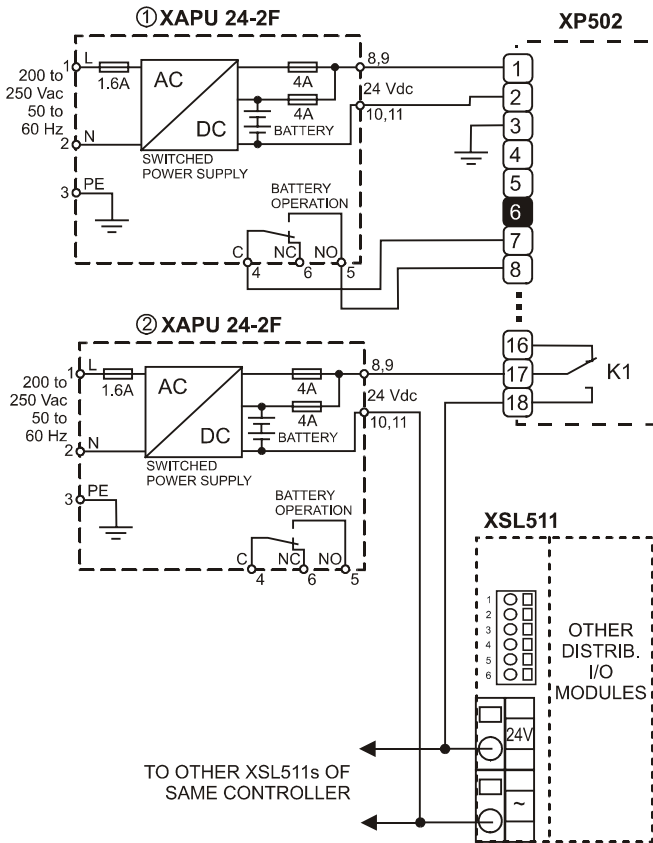 ① XAPU 24-2F
XP502
1
L
1.6A
200 to
250 Vac
50 to
60 Hz
2
N
AC
DC
SWITCHED
POWER SUPPLY
4A
4A
BATTERY
8,9
24 Vdc
10,11
3
PE
BATTERY
OPERATION
C
NC
NO
4
6
5
1
2
3
4
5
6
7
8
② XAPU 24-2F
1
L
1.6A
200 to
250 Vac
50 to
60 Hz
2
N
AC
DC
SWITCHED
POWER SUPPLY
4A
4A
BATTERY
8,9
24 Vdc
10,11
3
PE
BATTERY
OPERATION
C
NC
NO
4
6
5
16
17
18
K1
XSL511
1
2
3
4
5
6
OTHER
DISTRIB.
I/O
MODULES
24V
~
TO OTHER XSL511s OF
SAME CONTROLLER